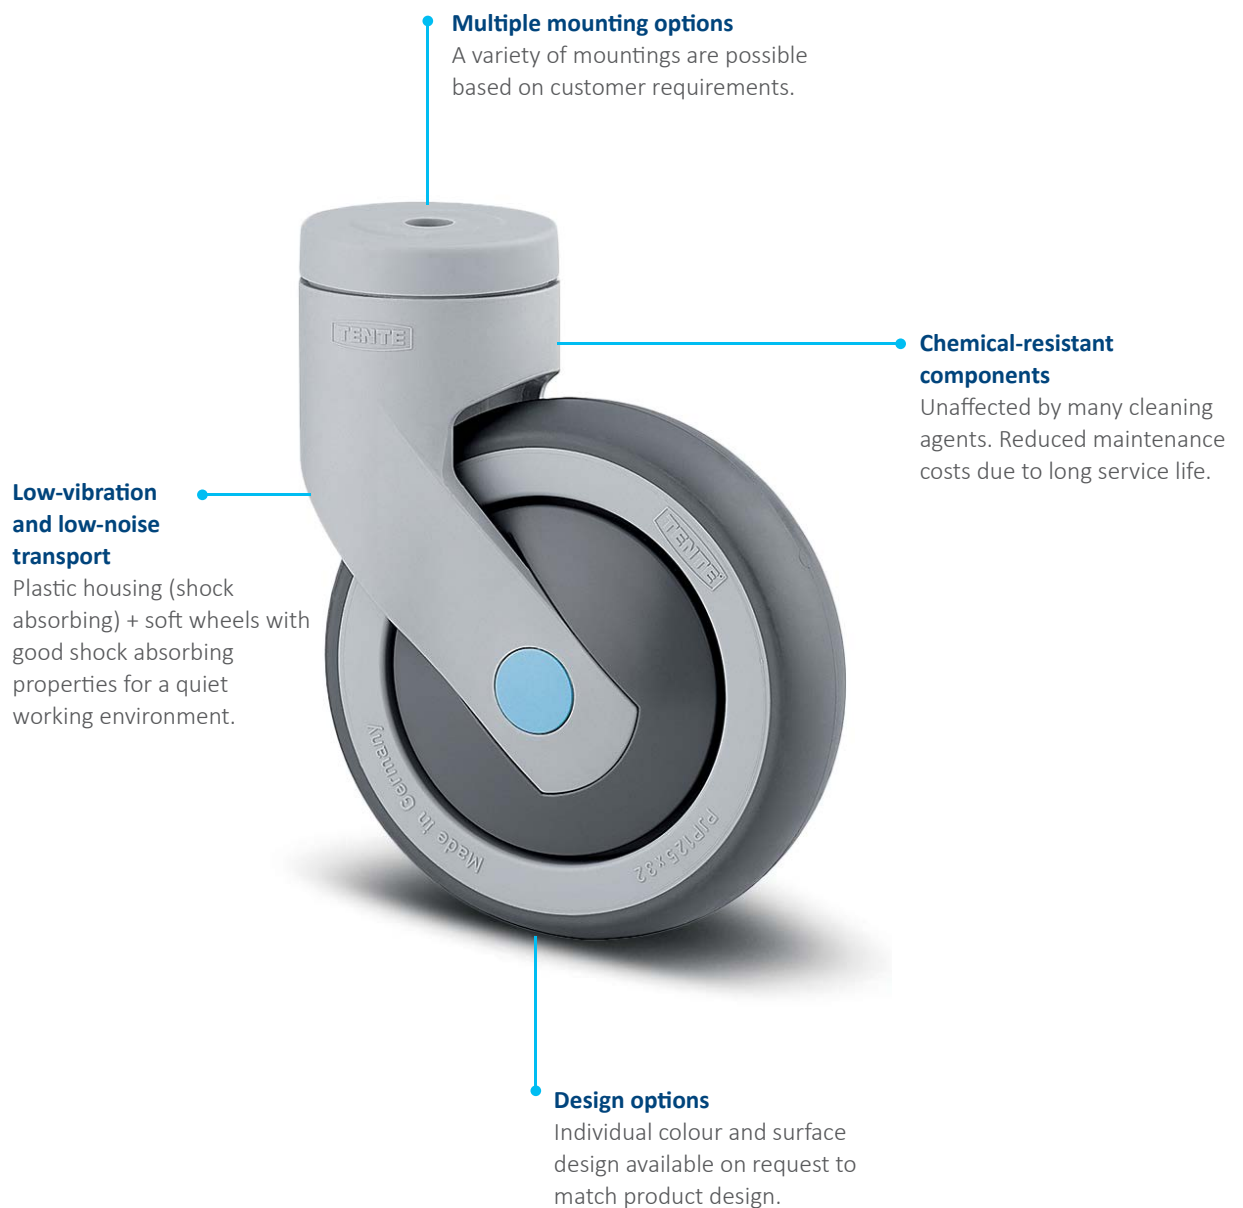 Multiple mounting options
A variety of mountings are possible
based on customer requirements.
TENTE
Chemical-resistant
components
Unaffected by many cleaning
agents. Reduced maintenance
costs due to long service life.
Low-vibration
and low-noise
transport
Plastic housing (shock
absorbing) + soft wheels with
good shock absorbing
properties for a quiet
working environment.
TENTE®
Made in Germany
PJP125x32
Design options
Individual colour and surface
design available on request to
match product design.